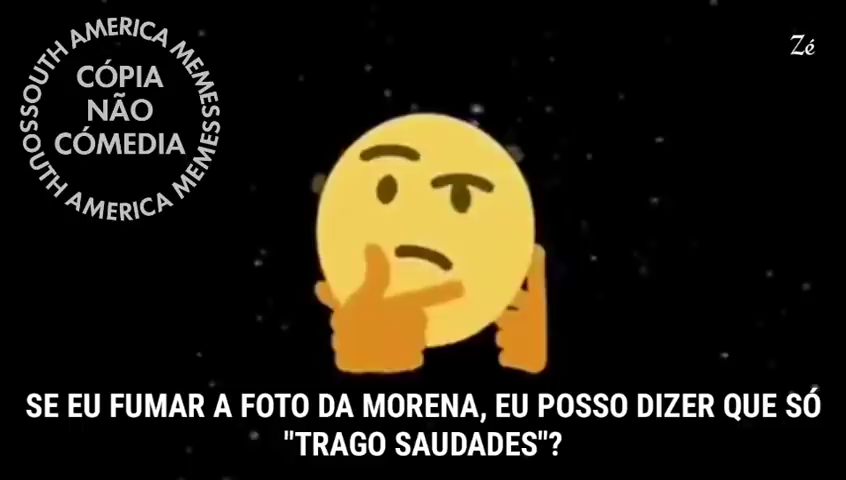 SOUTH AMERICA MEMES
CÓPIA
NÃO
CÓMEDIA
SOUTH AMERICA MEMES
Zé
SE EU FUMAR A FOTO DA MORENA, EU POSSO DIZER QUE SÓ
"TRAGO SAUDADES"?